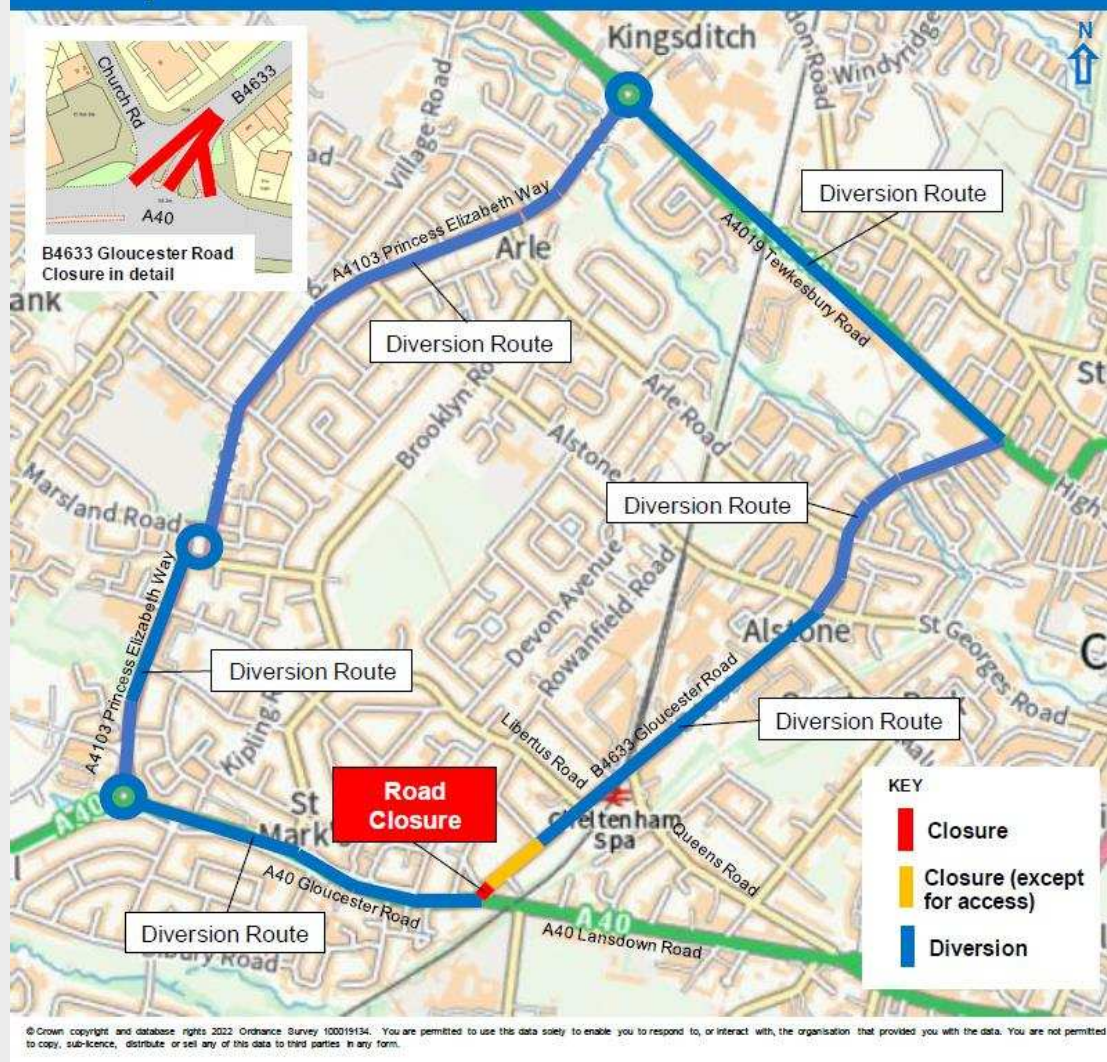 N
Kingsditch
Windyridge
Village Road
Church Rd
B4633
A40
B4633 Gloucester Road
Closure in detail
Diversion Route
A4019 Tewkesbury Road
A4103 Princess Elizabeth Way
Arle
Diversion Route
Brooklyn
Arle Road
Alstone
St
High
Marsland Road
Diversion Route
Devon Avenue
Rowanfield Road
Alstone
St Georges Road
A4103 Princess Elizabeth Way
Diversion Route
Kipling
Libertus Road
B4633 Gloucester Road
Diversion Route
Road
Closure
St
Mark's
Cheltenham
Spa
Queens Road
A40
A40 Gloucester Road
Diversion Route
A40
A40 Lansdown Road
KEY
Closure
Closure (except
for access)
Diversion
© Crown copyright and database rights 2022 Ordnance Survey 100019134. You are permitted to use this data solely to enable you to respond to, or interact with, the organisation that provided you with the data. You are not permitted
to copy, sub-licence, distribute or sell any of this data to third parties in any form.